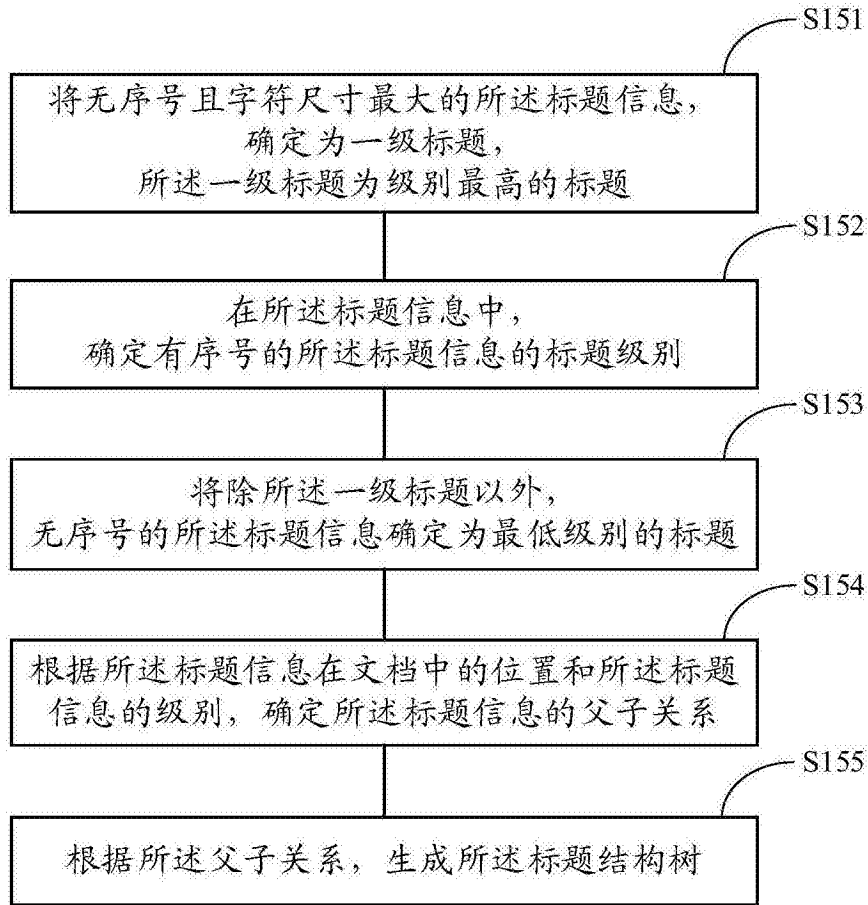 S151
将无序号且字符尺寸最大的所述标题信息，
确定为一级标题，
所述一级标题为级别最高的标题
S152
在所述标题信息中，
确定有序号的所述标题信息的标题级别
S153
将除所述一级标题以外，
无序号的所述标题信息确定为最低级别的标题
S154
根据所述标题信息在文档中的位置和所述标题
信息的级别，确定所述标题信息的父子关系
S155
根据所述父子关系，生成所述标题结构树